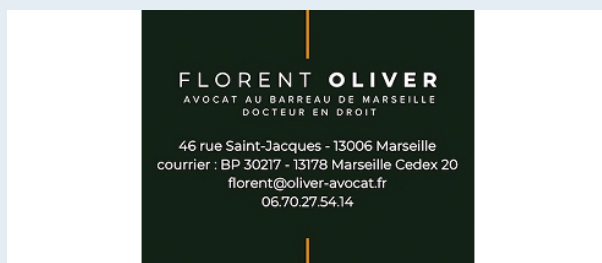 FLORENT OLIVER
AVOCAT AU BARREAU DE MARSEILLE
DOCTEUR EN DROIT
46 rue Saint-Jacques - 13006 Marseille
courrier : BP 30217 - 13178 Marseille Cedex 20
florent@oliver-avocat.fr
06.70.27.54.14